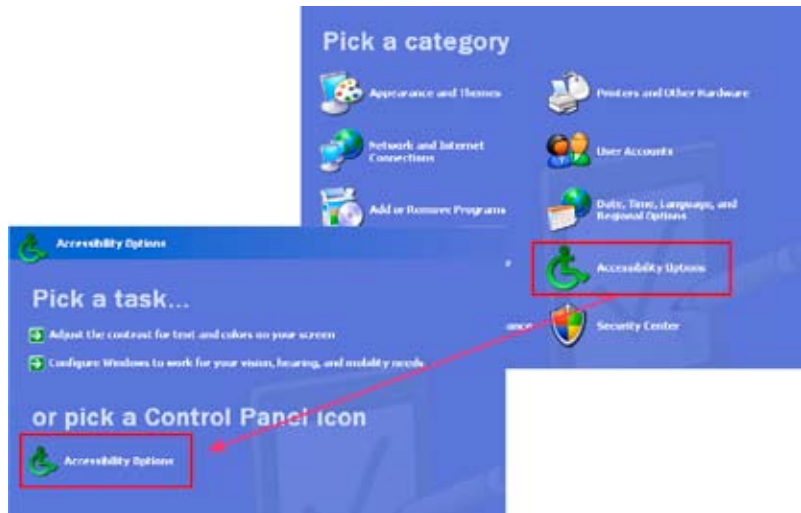 Pick a category
Appearance and Themes
Printers and Other Hardware
Network and Internet
Connections
User Accounts
Add or Remove Programs
Date, Time, Language, and
Regional Options
Accessibility Options
ance
Security Center
Accessibility Options
Pick a task...
Adjust the contrast for text and colors on your screen
Configure Windows to work for your vision, hearing, and mobility needs
or pick a Control Panel icon
Accessibility Options